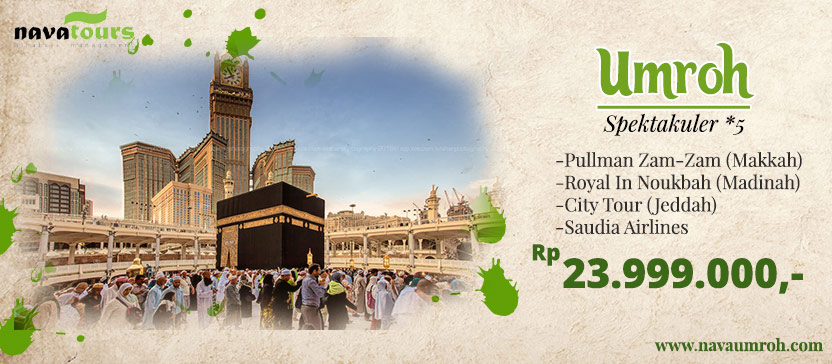 navatours
Umroh
Spektakuler *5
-Pullman Zam-Zam (Makkah)
-Royal In Noukbah (Madinah)
-City Tour (Jeddah)
-Saudia Airlines
Rp 23.999.000,-
www.navaumroh.com